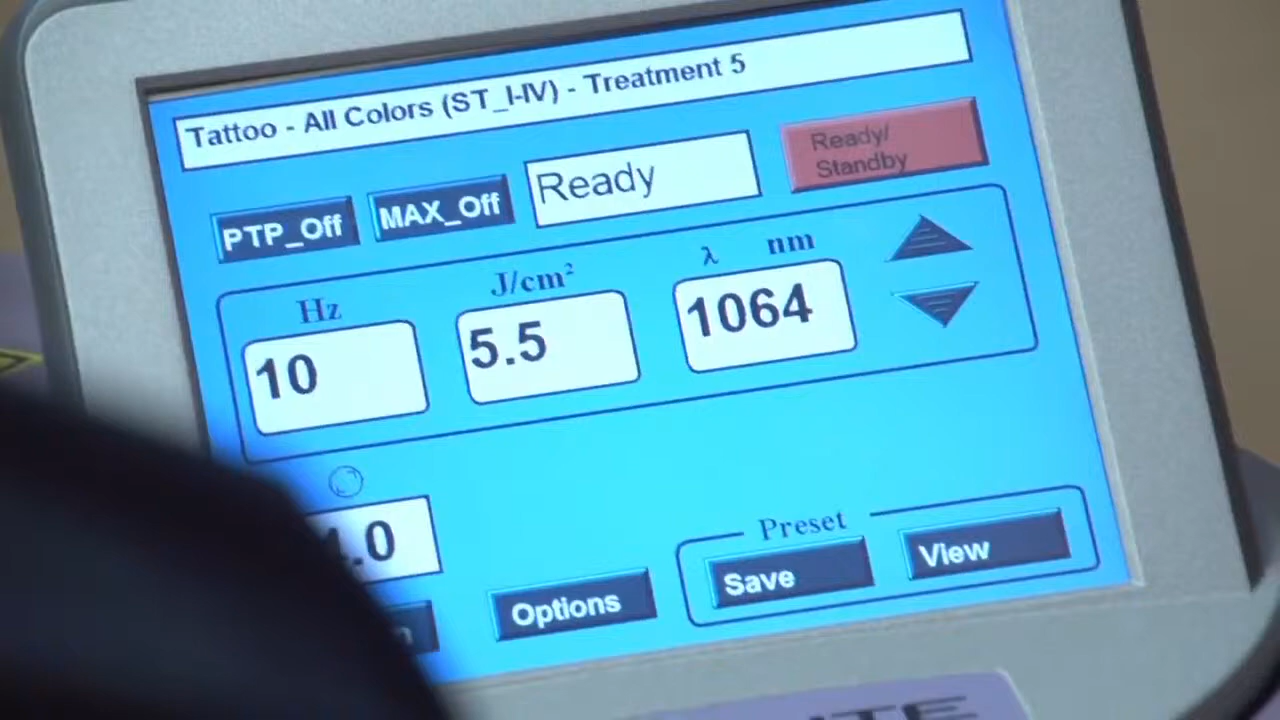 Tattoo - All Colors (ST_I-IV) - Treatment 5
PTP_Off
MAX_Off
Ready
Ready/
Standby
Hz
J/cm²
λ nm
10
5.5
1064
.0
Preset
Options
Save
View